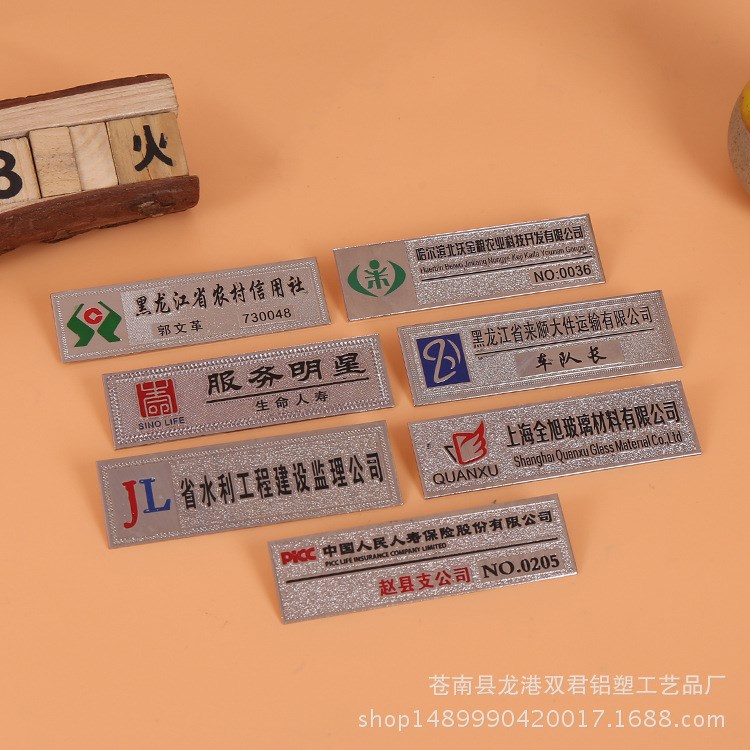 8
火
哈尔滨北沃金粮农业科技开发有限公司
NO:0036
黑龙江省农村信用社
郭文革 730048
黑龙江省来顺大件运输有限公司
车队长
服务明星
SINO LIFE
生命人寿
上海全旭玻璃材料有限公司
QUANXU
Shanghai Quanxu Glass Material Co.,Ltd
JL
省水利工程建设监理公司
PICC 中国人民人寿保险股份有限公司
PICC LIFE INSURANCE COMPANY LIMITED
赵县支公司 NO.0205
苍南县龙港双君铝塑工艺品厂
shop1489990420017.1688.com